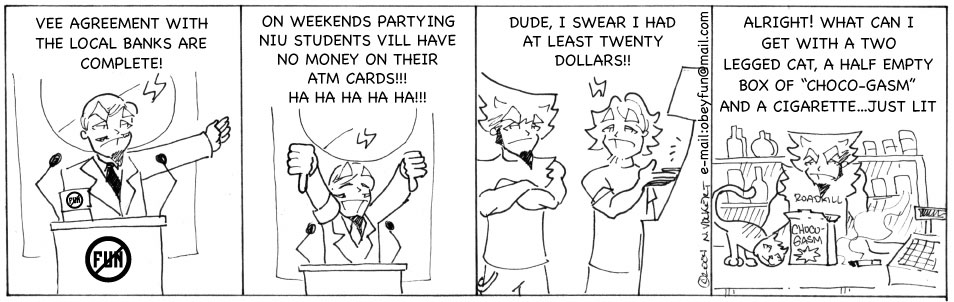 VEE AGREEMENT WITH
THE LOCAL BANKS ARE
COMPLETE!
FUN
FUN
ON WEEKENDS PARTYING
NIU STUDENTS VILL HAVE
NO MONEY ON THEIR
ATM CARDS!!!
HA HA HA HA HA!!!
DUDE, I SWEAR I HAD
AT LEAST TWENTY
DOLLARS!!
e-mail:obeyfun@mail.com
©2004 N. VOLKERT
ALRIGHT! WHAT CAN I
GET WITH A TWO
LEGGED CAT, A HALF EMPTY
BOX OF "CHOCO-GASM"
AND A CIGARETTE...JUST LIT
ROADKILL
CHOCO-
GASM